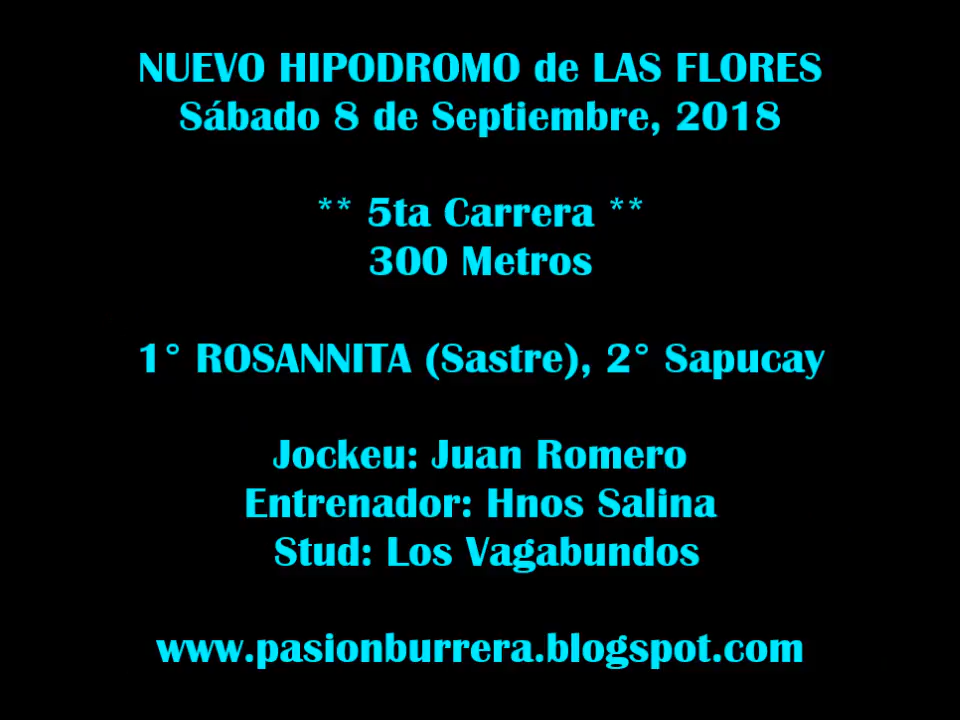 NUEVO HIPODROMO de LAS FLORES
Sábado 8 de Septiembre, 2018
** 5ta Carrera **
300 Metros
1° ROSANNITA (Sastre), 2° Sapucay
Jockeu: Juan Romero
Entrenador: Hnos Salina
Stud: Los Vagabundos
www.pasionburrera.blogspot.com